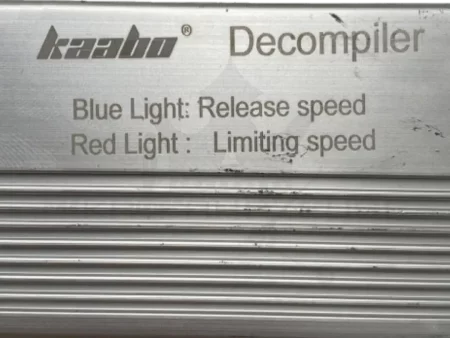 kaabo® Decompiler
Blue Light: Release speed
Red Light : Limiting speed